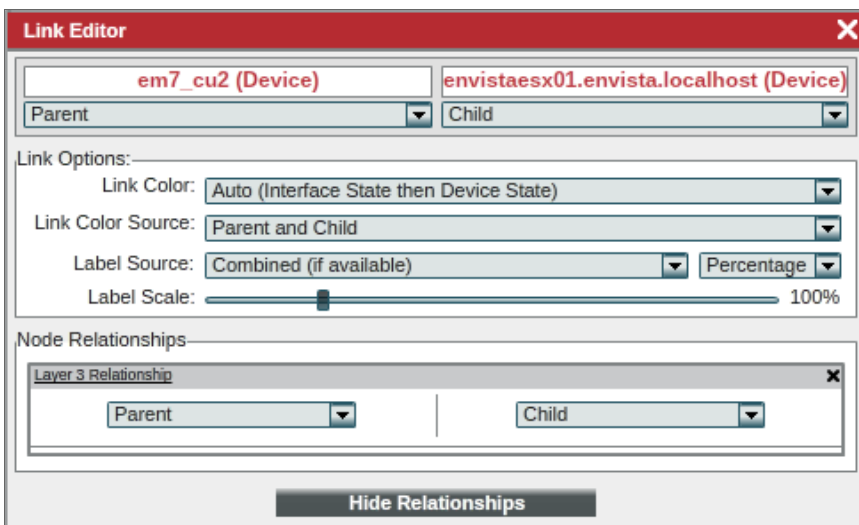 Link Editor
em7_cu2 (Device) envistaesx01.envista.localhost (Device)
Parent Child
Link Options:
Link Color: Auto (Interface State then Device State)
Link Color Source: Parent and Child
Label Source: Combined (if available) Percentage
Label Scale: 100%
Node Relationships
Layer 3 Relationship
Parent Child
Hide Relationships